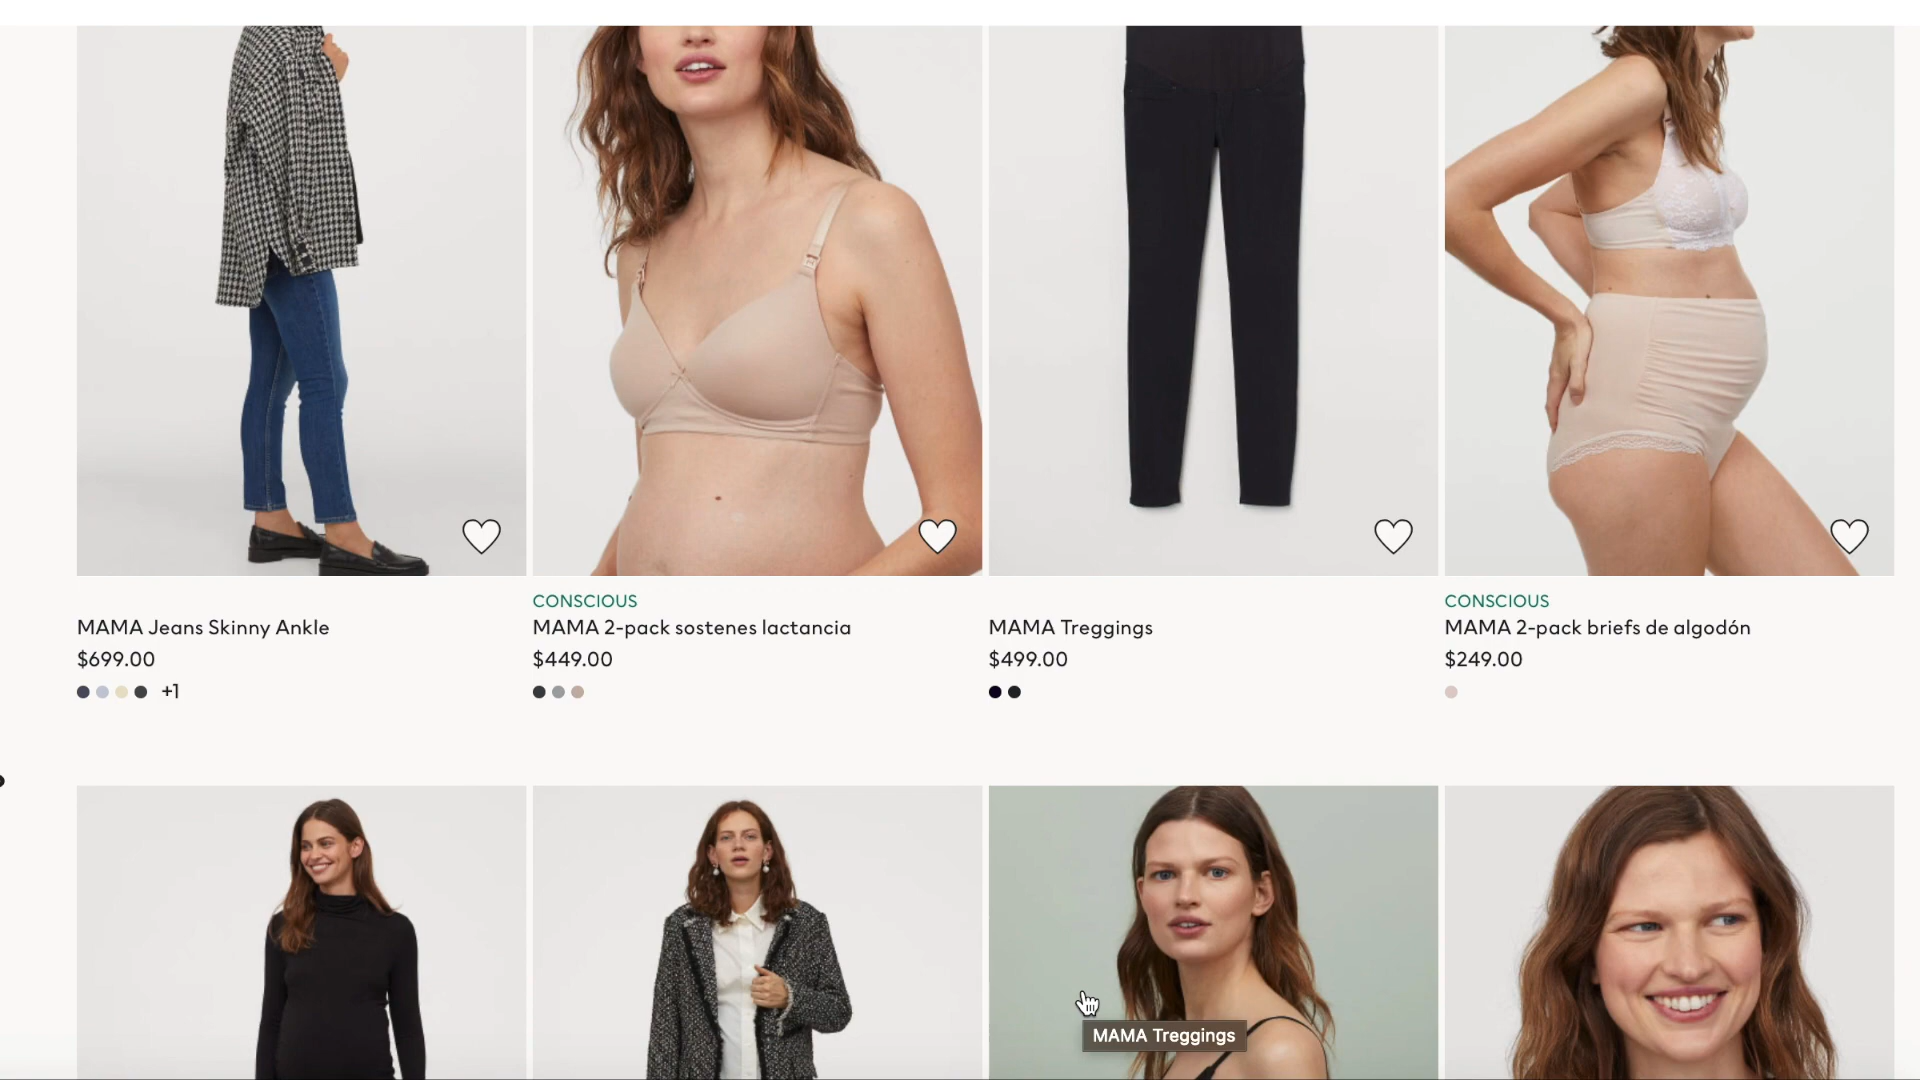 MAMA Jeans Skinny Ankle
$699.00
+1
CONSCIOUS
MAMA 2-pack sostenes lactancia
$449.00
MAMA Treggings
$499.00
CONSCIOUS
MAMA 2-pack briefs de algodón
$249.00
MAMA Treggings